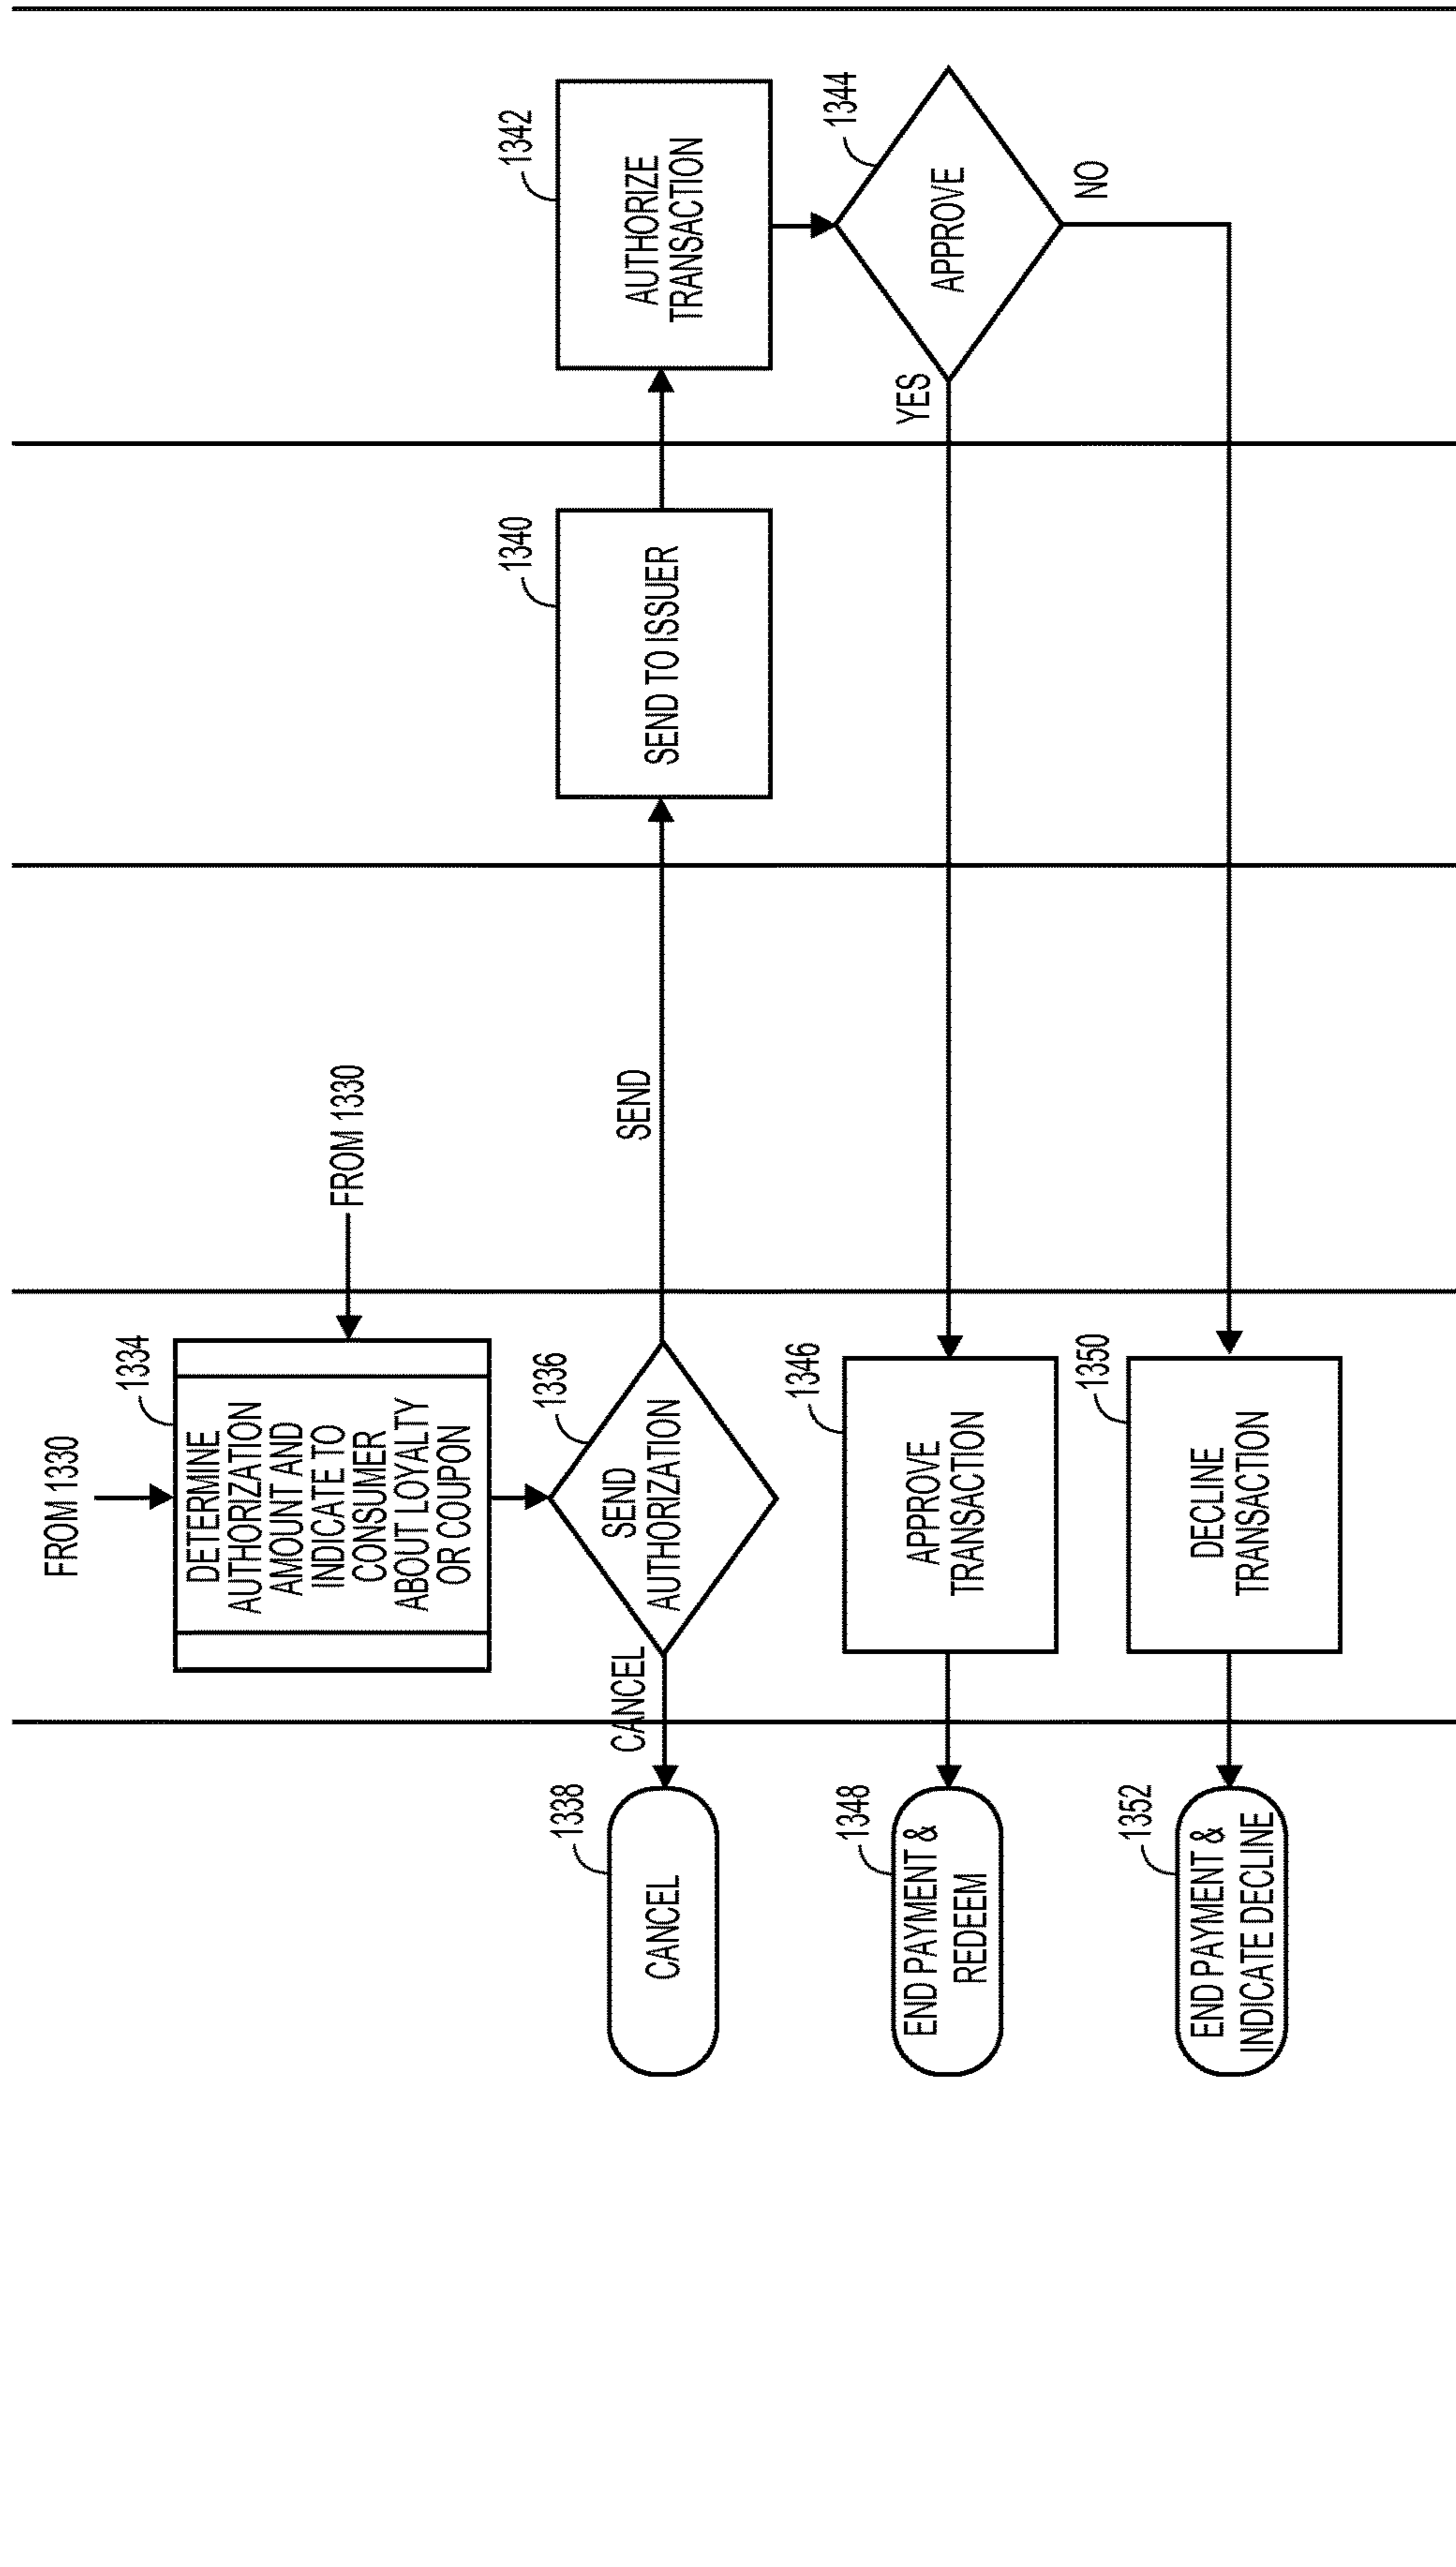 FROM 1330
1334
DETERMINE
AUTHORIZATION
AMOUNT AND
INDICATE TO
CONSUMER
ABOUT LOYALTY
OR COUPON
FROM 1330
1336
SEND
AUTHORIZATION
CANCEL
1338
CANCEL
SEND
1340
SEND TO ISSUER
1342
AUTHORIZE
TRANSACTION
1344
APPROVE
YES
NO
1346
APPROVE
TRANSACTION
1348
END PAYMENT &
REDEEM
1350
DECLINE
TRANSACTION
1352
END PAYMENT &
INDICATE DECLINE